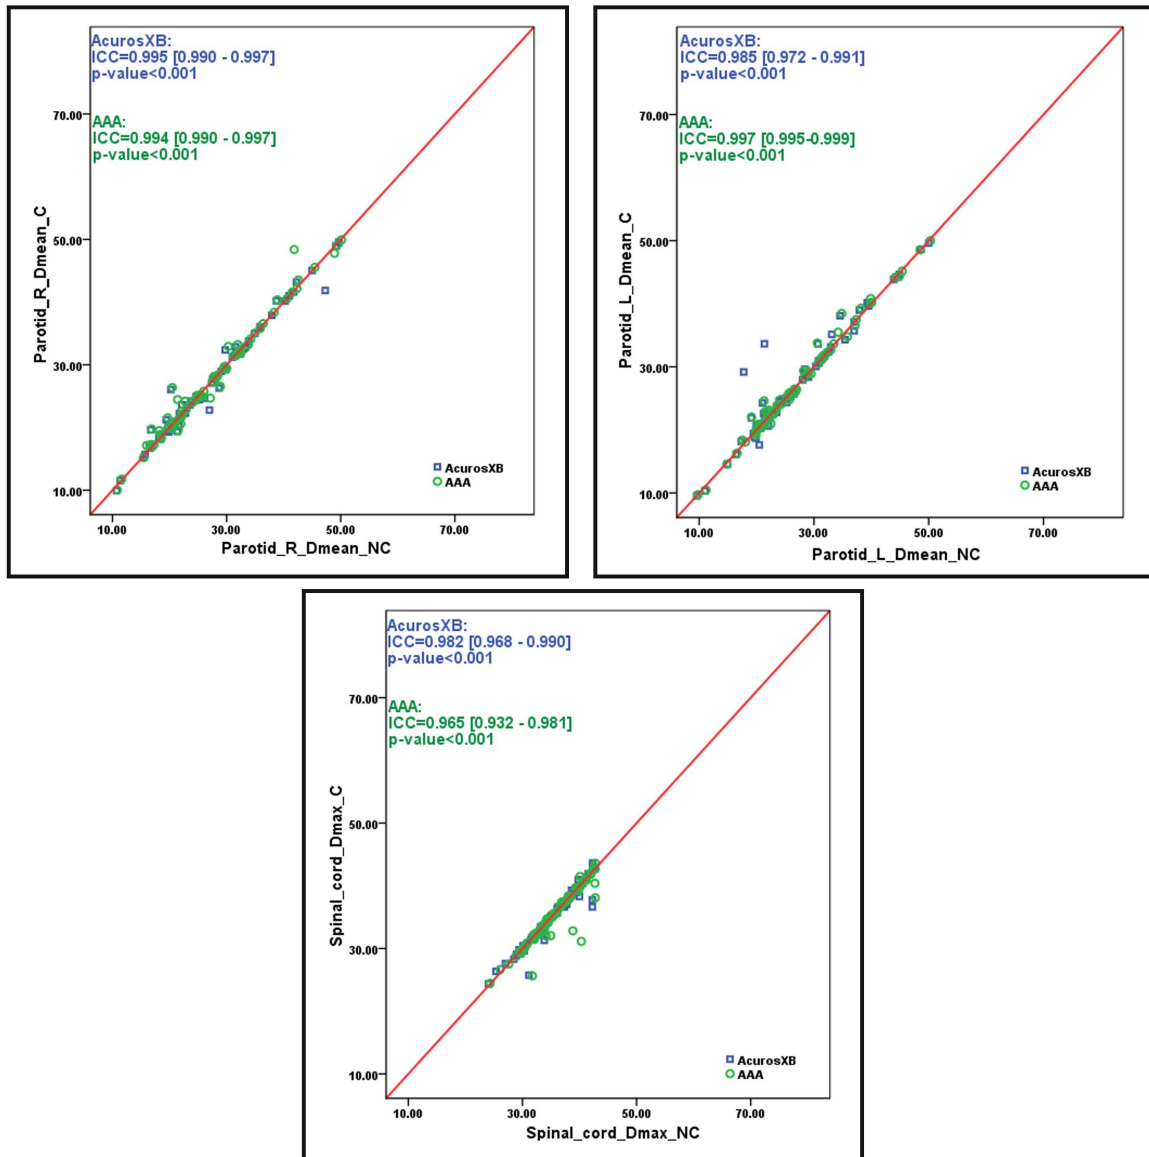 AcurosXB:
ICC=0.995 [0.990 - 0.997]
p-value<0.001
AAA:
ICC=0.994 [0.990 - 0.997]
p-value<0.001
Parotid_R_Dmean_C
70.00
50.00
30.00
10.00
AcurosXB
AAA
10.00 30.00 50.00 70.00
Parotid_R_Dmean_NC
AcurosXB:
ICC=0.985 [0.972 - 0.991]
p-value<0.001
AAA:
ICC=0.997 [0.995-0.999]
p-value<0.001
Parotid_L_Dmean_C
70.00
50.00
30.00
10.00
AcurosXB
AAA
10.00 30.00 50.00 70.00
Parotid_L_Dmean_NC
AcurosXB:
ICC=0.982 [0.968 - 0.990]
p-value<0.001
AAA:
ICC=0.965 [0.932 - 0.981]
p-value<0.001
Spinal_cord_Dmax_C
70.00
50.00
30.00
10.00
AcurosXB
AAA
10.00 30.00 50.00 70.00
Spinal_cord_Dmax_NC